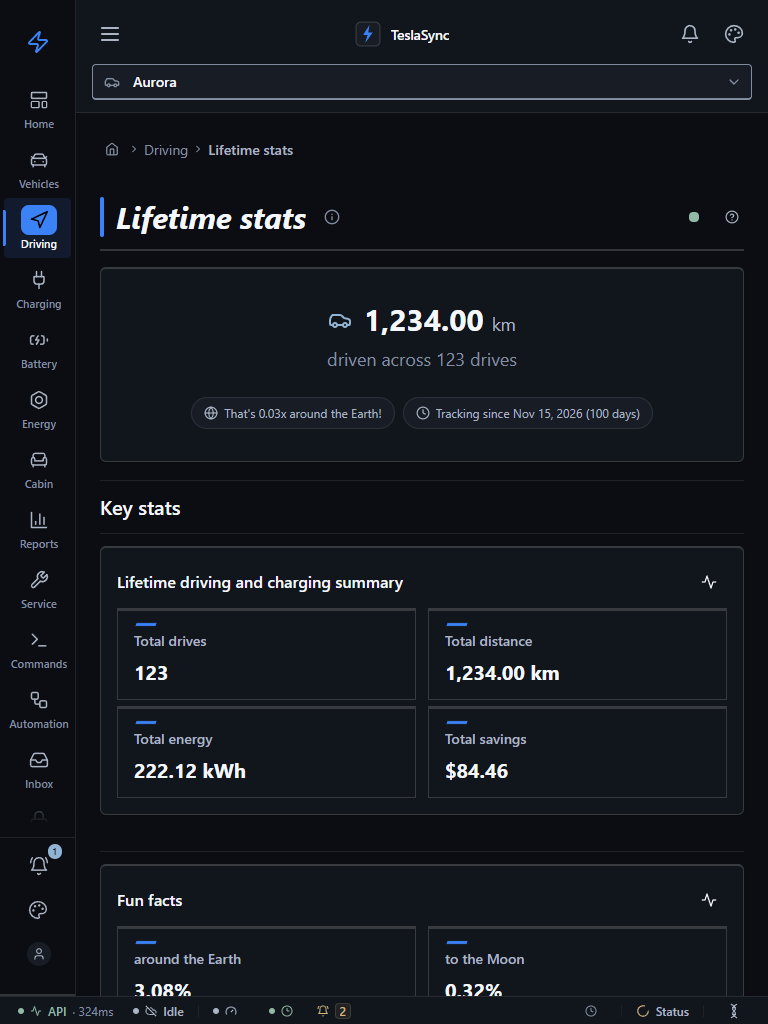 TeslaSync
Aurora
Home
Vehicles
Driving
Charging
Battery
Energy
Cabin
Reports
Service
Commands
Automation
Inbox
1
Driving
Lifetime stats
Lifetime stats
1,234.00 km
driven across 123 drives
That's 0.03x around the Earth!
Tracking since Nov 15, 2026 (100 days)
Key stats
Lifetime driving and charging summary
Total drives
123
Total distance
1,234.00 km
Total energy
222.12 kWh
Total savings
$84.46
Fun facts
around the Earth
3.08%
to the Moon
0.32%
API · 324ms
Idle
2
Status